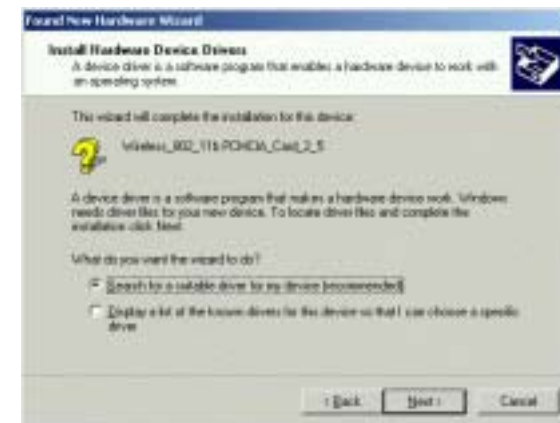 Found New Hardware Wizard
Install Hardware Device Drivers
A device driver is a software program that enables a hardware device to work with
an operating system.
This wizard will complete the installation for this device:
Wireless_802_11b PCMCIA_Card_2_5
A device driver is a software program that makes a hardware device work. Windows
needs driver files for your new device. To locate driver files and complete the
installation click Next.
What do you want the wizard to do?
Search for a suitable driver for my device (recommended)
Display a list of the known drivers for this device so that I can choose a specific
driver
< Back
Next >
Cancel